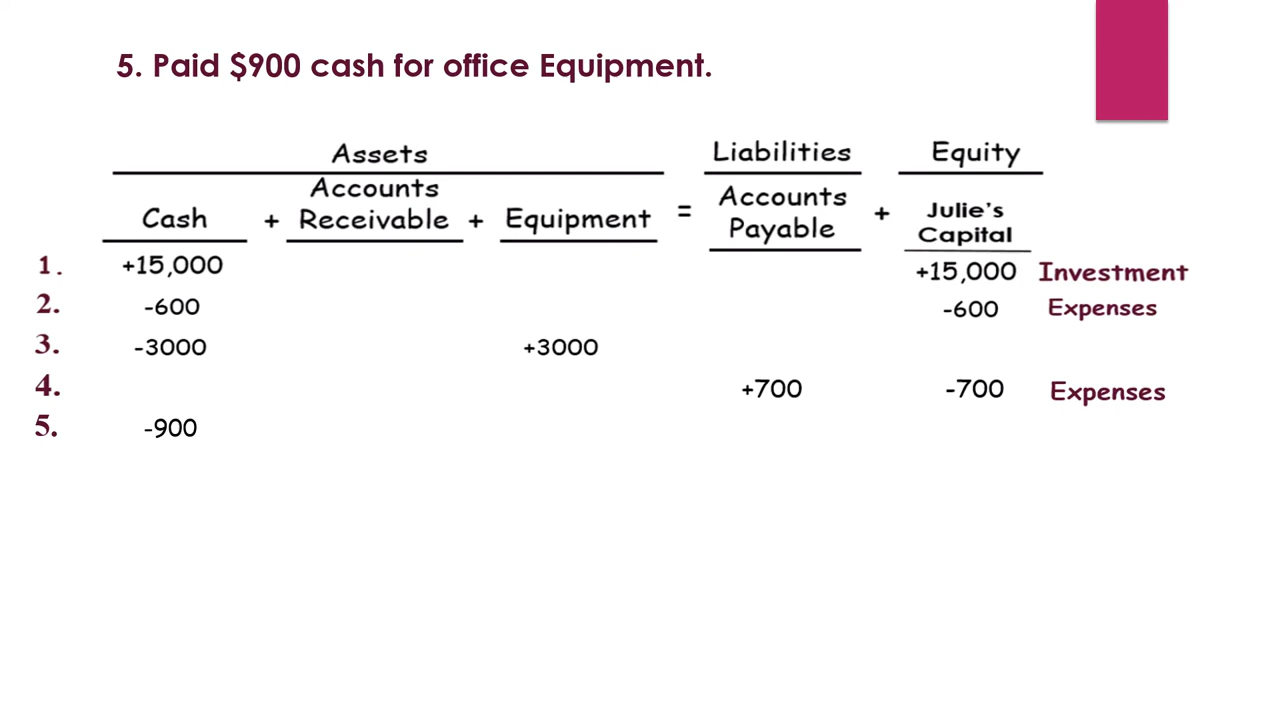 5. Paid $900 cash for office Equipment.
Assets Liabilities Equity
Cash + Accounts Receivable + Equipment = Accounts Payable + Julie's Capital
1. +15,000 +15,000 Investment
2. -600 -600 Expenses
3. -3000 +3000
4. +700 -700 Expenses
5. -900